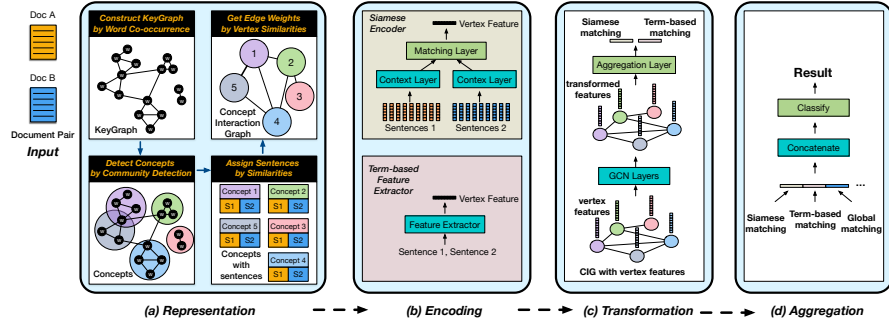 Doc A
Doc B
Document Pair
Input
Construct KeyGraph
by Word Co-occurrence
W W W W W W W W W W W W W
KeyGraph
Get Edge Weights
by Vertex Similarities
1
2
5
3
4
Concept
Interaction
Graph
Detect Concepts
by Community Detection
W W W W W W W W W W W W W
Concepts
Assign Sentences by
Similarities
Concept 1
Concept 2
S1 S2
S1 S2
Concept 5
Concept 3
S1 S2
S1 S2
Concept 4
Concepts
with
sentences
S1 S2
(a) Representation
Siamese
Encoder
Vertex Feature
Matching Layer
Context Layer
Contex Layer
Sentences 1
Sentences 2
Term-based
Feature
Extractor
Vertex Feature
Feature Extractor
Sentence 1, Sentence 2
(b) Encoding
Siamese
matching
Term-based
matching
Aggregation Layer
transformed
features
GCN Layers
vertex
features
CIG with vertex features
(c) Transformation
Result
Classify
Concatenate
...
Siamese
matching
Term-based
matching
Global
matching
(d) Aggregation